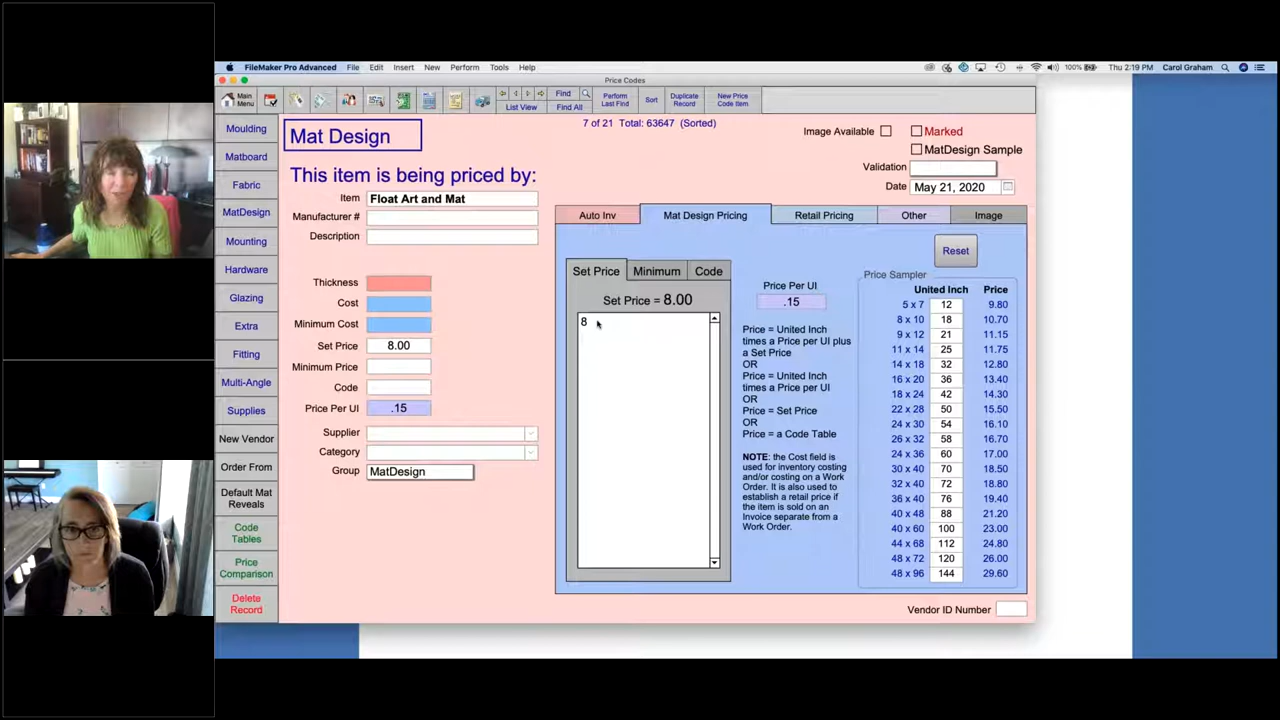 FileMaker Pro Advanced File Edit Insert New Perform Tools Help
100% Thu 2:19 PM Carol Graham
Price Codes
Main Menu
List View
Find
Find All
Perform Last Find
Sort
Duplicate Record
New Price Code Item
7 of 21 Total: 63647 (Sorted)
Moulding
Matboard
Fabric
MatDesign
Mounting
Hardware
Glazing
Extra
Fitting
Multi-Angle
Supplies
New Vendor
Order From
Default Mat Reveals
Code Tables
Price Comparison
Delete Record
Mat Design
This item is being priced by:
Item Float Art and Mat
Manufacturer #
Description
Thickness
Cost
Minimum Cost
Set Price 8.00
Minimum Price
Code
Price Per UI .15
Supplier
Category
Group MatDesign
Image Available
Marked
MatDesign Sample
Validation
Date May 21, 2020
Auto Inv Mat Design Pricing Retail Pricing Other Image
Reset
Set Price Minimum Code
Set Price = 8.00
8
Price Per UI
.15
Price = United Inch
times a Price per UI plus
a Set Price
OR
Price = United Inch
times a Price per UI
OR
Price = Set Price
OR
Price = a Code Table
NOTE: the Cost field is
used for inventory costing
and/or costing on a Work
Order. It is also used to
establish a retail price if
the item is sold on an
Invoice separate from a
Work Order.
Price Sampler
United Inch Price
5 x 7 12 9.80
8 x 10 18 10.70
9 x 12 21 11.15
11 x 14 25 11.75
14 x 18 32 12.80
16 x 20 36 13.40
18 x 24 42 14.30
22 x 28 50 15.50
24 x 30 54 16.10
26 x 32 58 16.70
24 x 36 60 17.00
30 x 40 70 18.50
32 x 40 72 18.80
36 x 40 76 19.40
40 x 48 88 21.20
40 x 60 100 23.00
44 x 68 112 24.80
48 x 72 120 26.00
48 x 96 144 29.60
Vendor ID Number